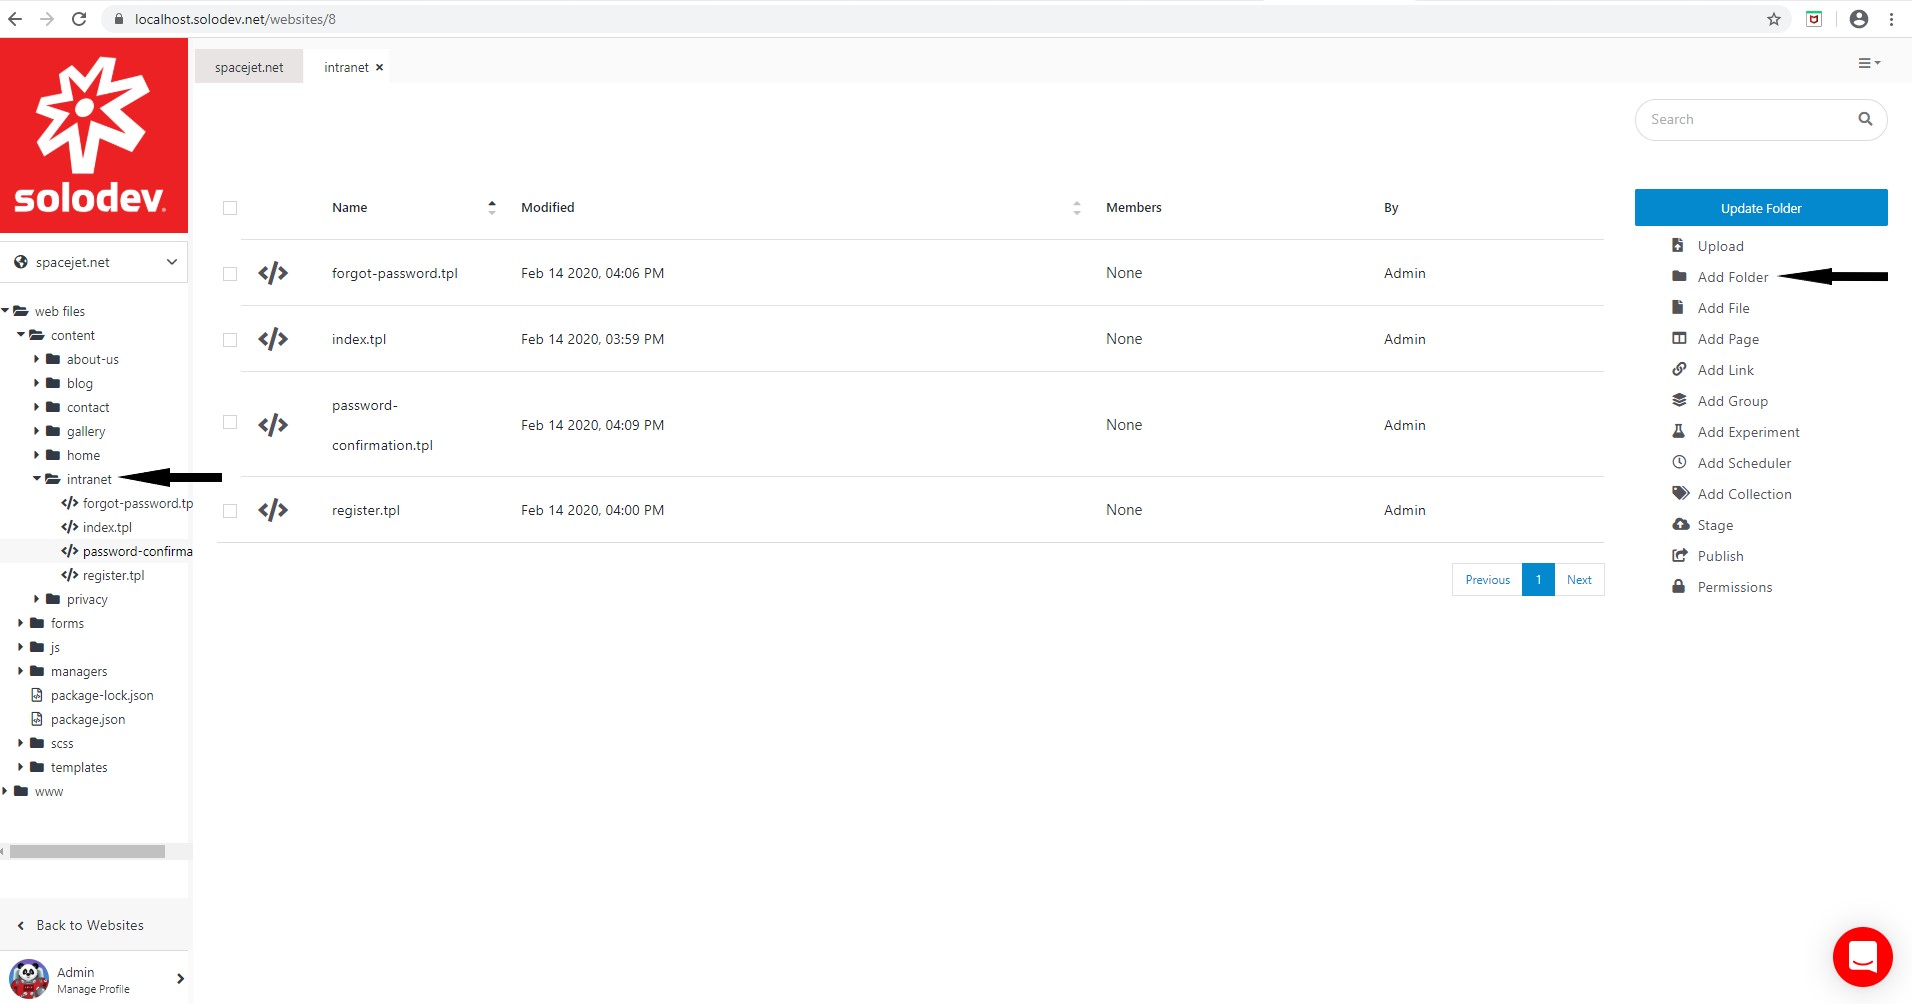 localhost.solodev.net/websites/8
solodev
spacejet.net
intranet
Search
spacejet.net
web files
content
about-us
blog
contact
gallery
home
intranet
forgot-password.tp
index.tpl
password-confirma
register.tpl
privacy
forms
js
managers
package-lock.json
package.json
scss
templates
www
Back to Websites
Admin
Manage Profile
Name Modified Members By
forgot-password.tpl Feb 14 2020, 04:06 PM None Admin
index.tpl Feb 14 2020, 03:59 PM None Admin
password-
confirmation.tpl Feb 14 2020, 04:09 PM None Admin
register.tpl Feb 14 2020, 04:00 PM None Admin
Previous 1 Next
Update Folder
Upload
Add Folder
Add File
Add Page
Add Link
Add Group
Add Experiment
Add Scheduler
Add Collection
Stage
Publish
Permissions